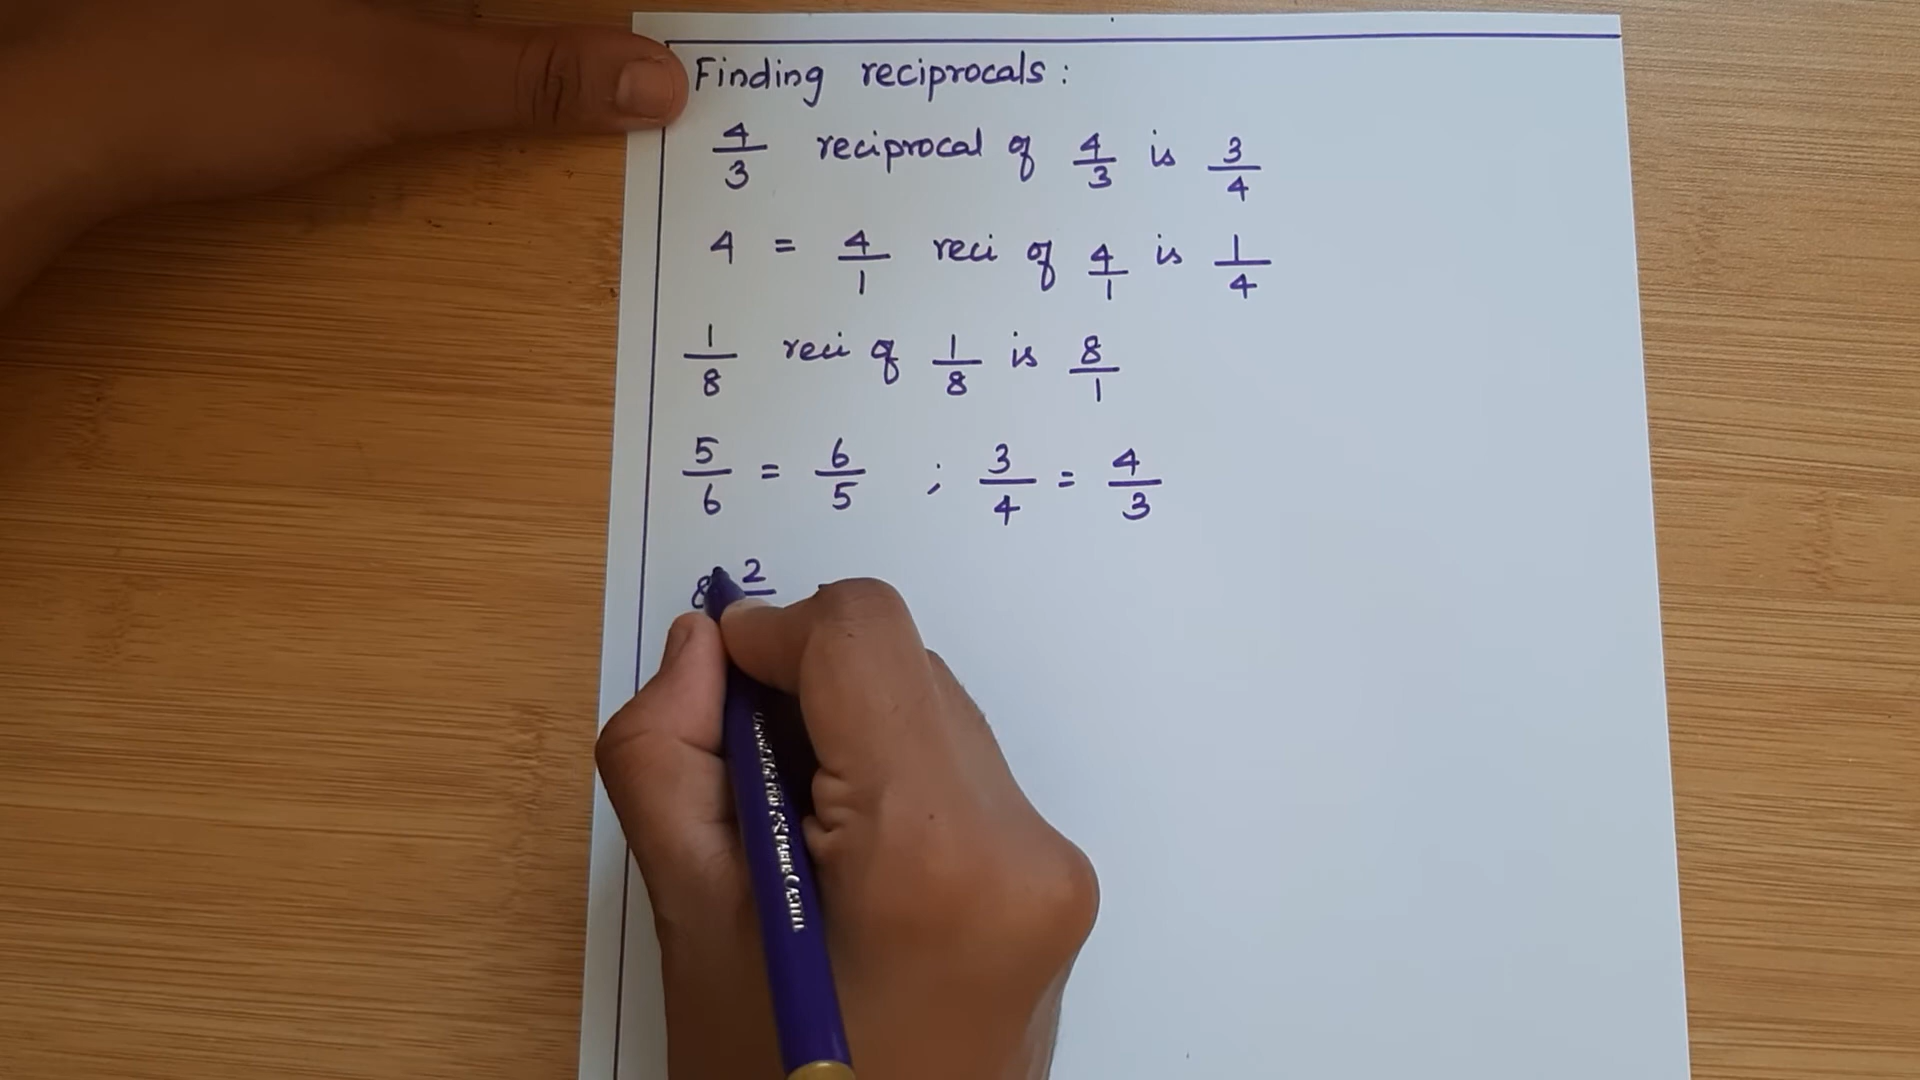 Finding reciprocals :
4/3 reciprocal of 4/3 is 3/4
4 = 4/1 reci of 4/1 is 1/4
1/8 reci of 1/8 is 8/1
5/6 = 6/5 ; 3/4 = 4/3
8 2